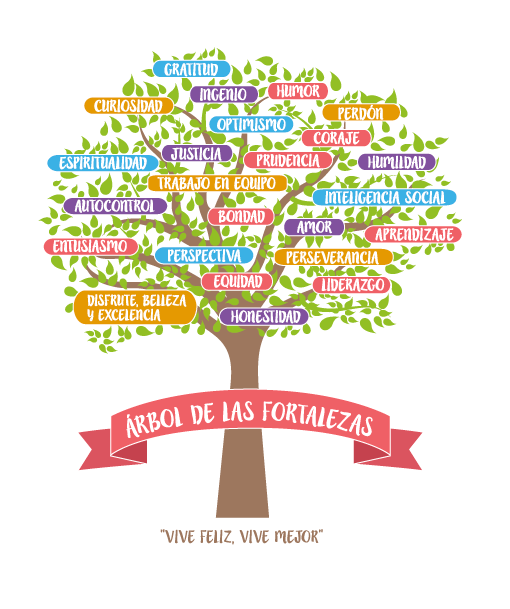 GRATITUD
INGENIO
HUMOR
CURIOSIDAD
PERDÓN
OPTIMISMO
CORAJE
JUSTICIA
ESPIRITUALIDAD
PRUDENCIA
HUMILDAD
TRABAJO EN EQUIPO
INTELIGENCIA SOCIAL
AUTOCONTROL
BONDAD
AMOR
APRENDIZAJE
ENTUSIASMO
PERSPECTIVA
PERSEVERANCIA
EQUIDAD
LIDERAZGO
DISFRUTE, BELLEZA
Y EXCELENCIA
HONESTIDAD
ÁRBOL DE LAS FORTALEZAS
"VIVE FELIZ, VIVE MEJOR"